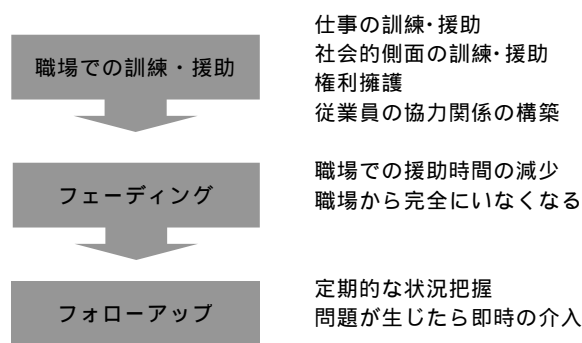 職場での訓練・援助
仕事の訓練･援助
社会的側面の訓練･援助
権利擁護
従業員の協力関係の構築
フェーディング
職場での援助時間の減少
職場から完全にいなくなる
フォローアップ
定期的な状況把握
問題が生じたら即時の介入